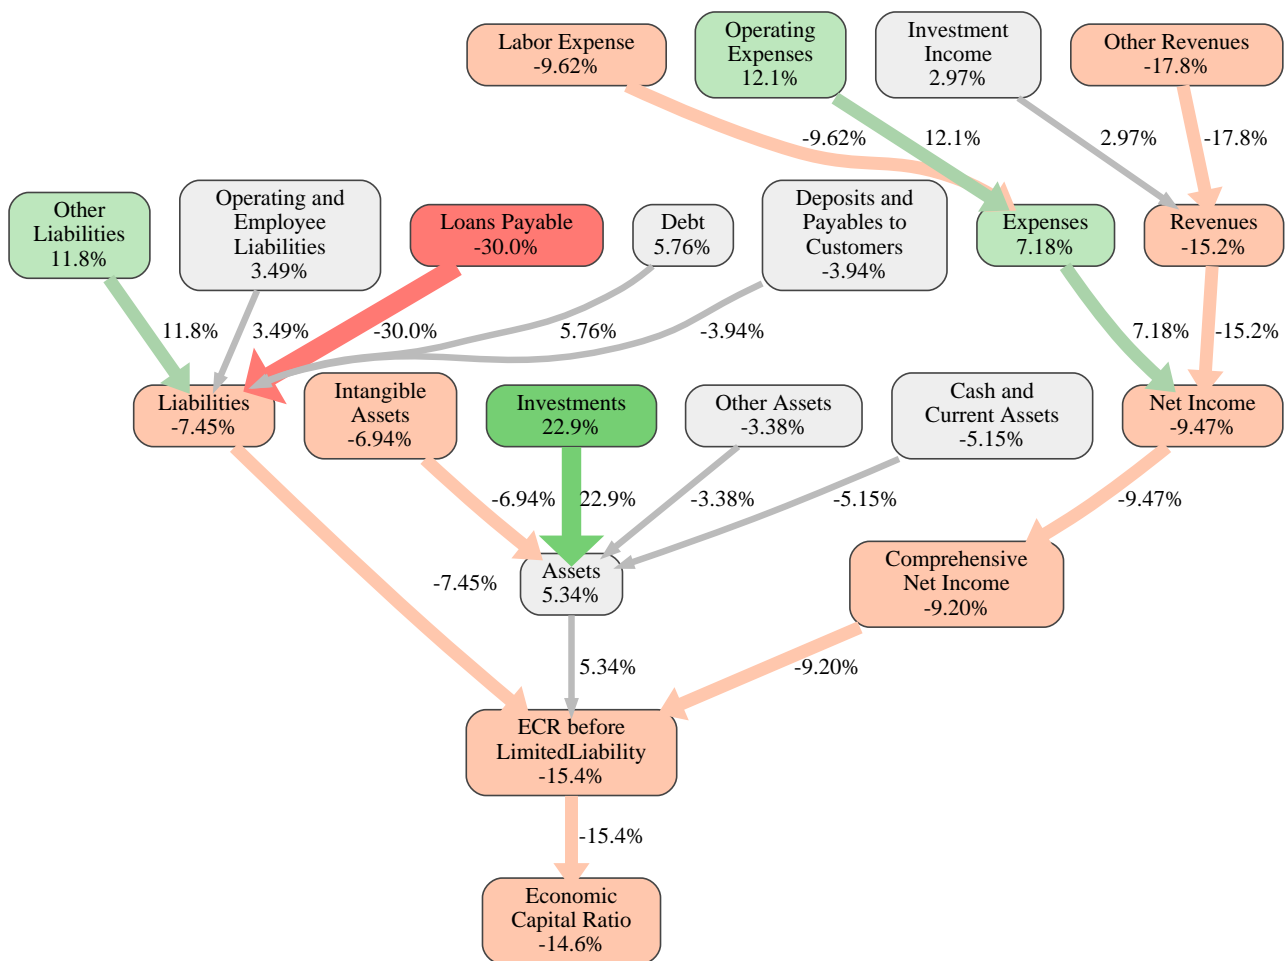 Labor Expense
-9.62%
Operating
Expenses
12.1%
Investment
Income
2.97%
Other Revenues
-17.8%
-9.62%
12.1%
2.97%
-17.8%
Other
Liabilities
11.8%
Operating and
Employee
Liabilities
3.49%
Loans Payable
-30.0%
Debt
5.76%
Deposits and
Payables to
Customers
-3.94%
Expenses
7.18%
Revenues
-15.2%
11.8%
3.49%
-30.0%
5.76%
-3.94%
7.18%
-15.2%
Liabilities
-7.45%
Intangible
Assets
-6.94%
Investments
22.9%
Other Assets
-3.38%
Cash and
Current Assets
-5.15%
Net Income
-9.47%
-6.94%
22.9%
-3.38%
-5.15%
-9.47%
-7.45%
Assets
5.34%
Comprehensive
Net Income
-9.20%
5.34%
-9.20%
ECR before
LimitedLiability
-15.4%
-15.4%
Economic
Capital Ratio
-14.6%